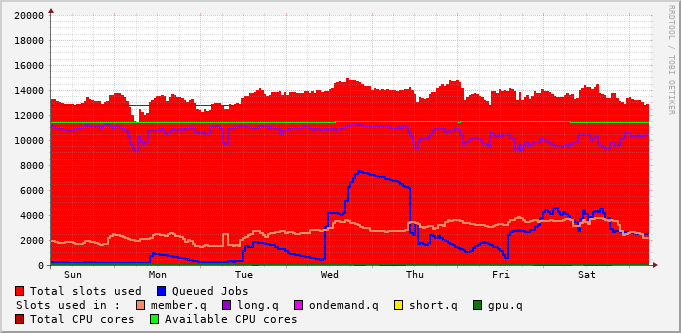 20000
18000
16000
14000
12000
10000
8000
6000
4000
2000
0
Sun Mon Tue Wed Thu Fri Sat
RRDTOOL / TOBI OETIKER
Total slots used Queued Jobs
Slots used in : member.q long.q ondemand.q short.q gpu.q
Total CPU cores Available CPU cores